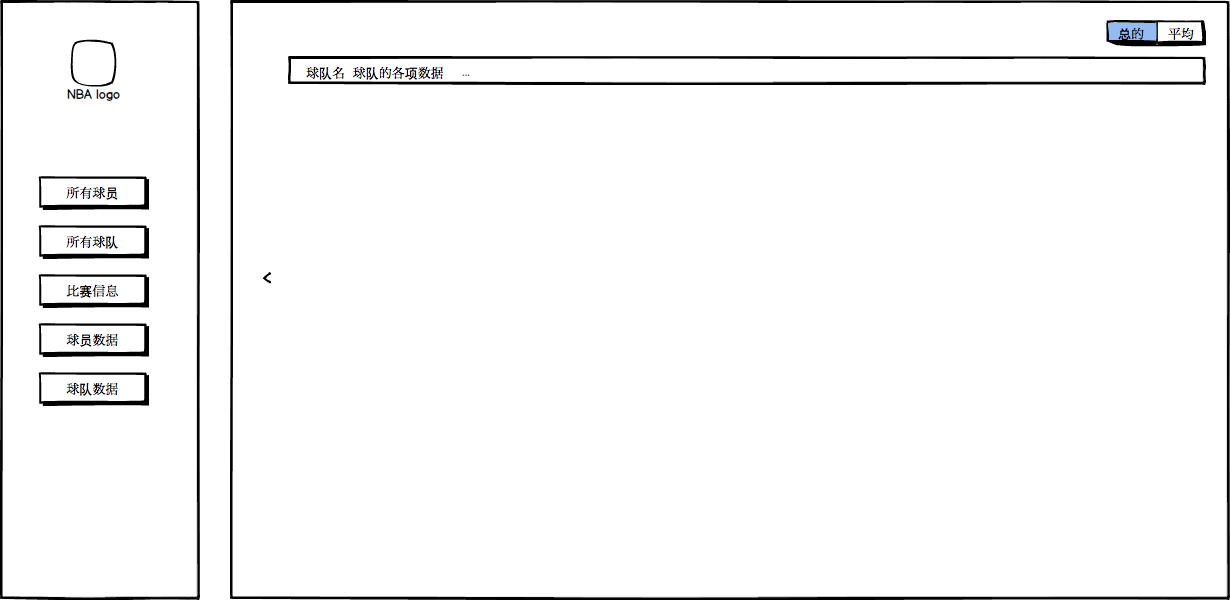 NBA logo
所有球员
所有球队
比赛信息
球员数据
球队数据
总的 平均
球队名 球队的各项数据 ...
<